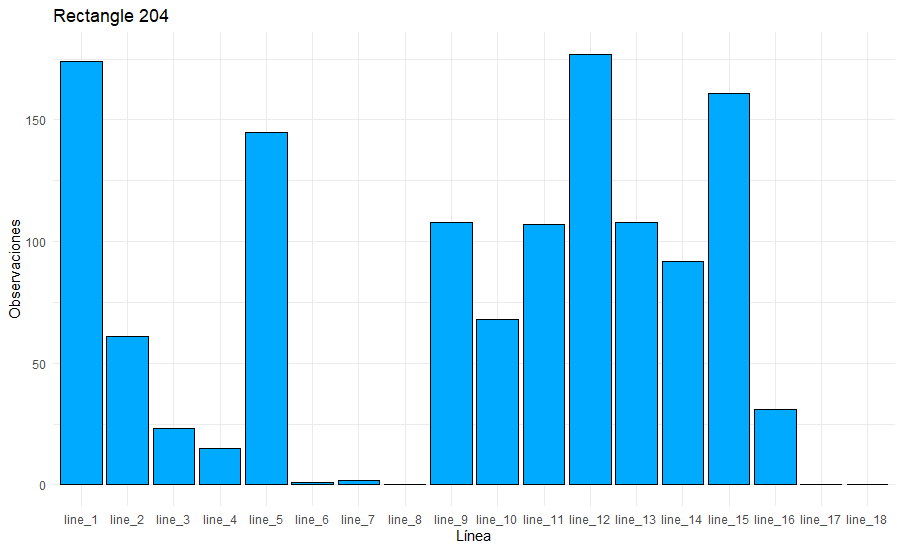 Rectangle 204
Observaciones
150
100
50
0
line_1 line_2 line_3 line_4 line_5 line_6 line_7 line_8 line_9 line_10 line_11 line_12 line_13 line_14 line_15 line_16 line_17 line_18
Línea